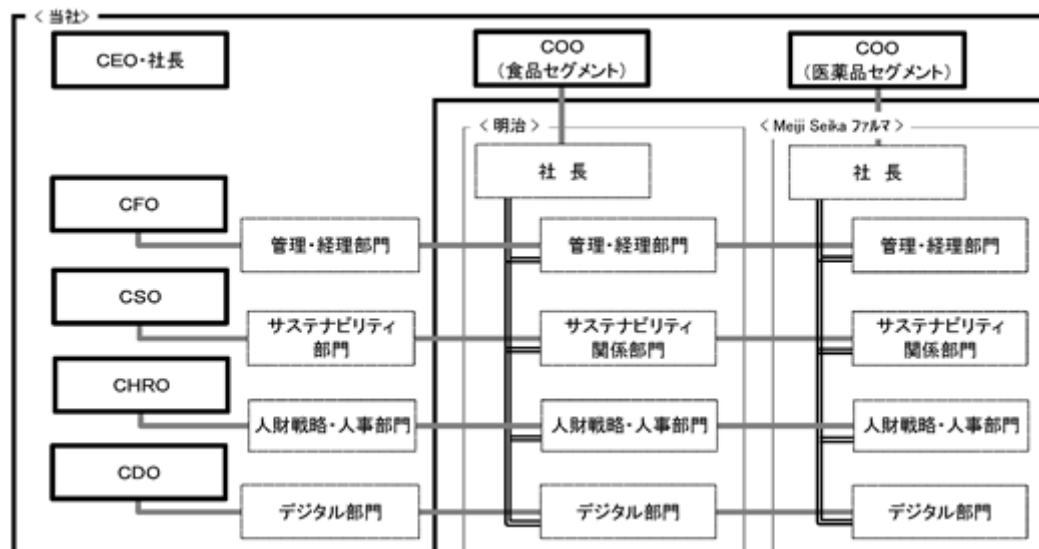 < 当社>
CEO・社長
COO
(食品セグメント)
COO
(医薬品セグメント)
< 明治 >
< Meiji Seika ファルマ >
社 長
社 長
CFO
管理・経理部門
管理・経理部門
管理・経理部門
CSO
サステナビリティ
部門
サステナビリティ
関係部門
サステナビリティ
関係部門
CHRO
人財戦略・人事部門
人財戦略・人事部門
人財戦略・人事部門
CDO
デジタル部門
デジタル部門
デジタル部門